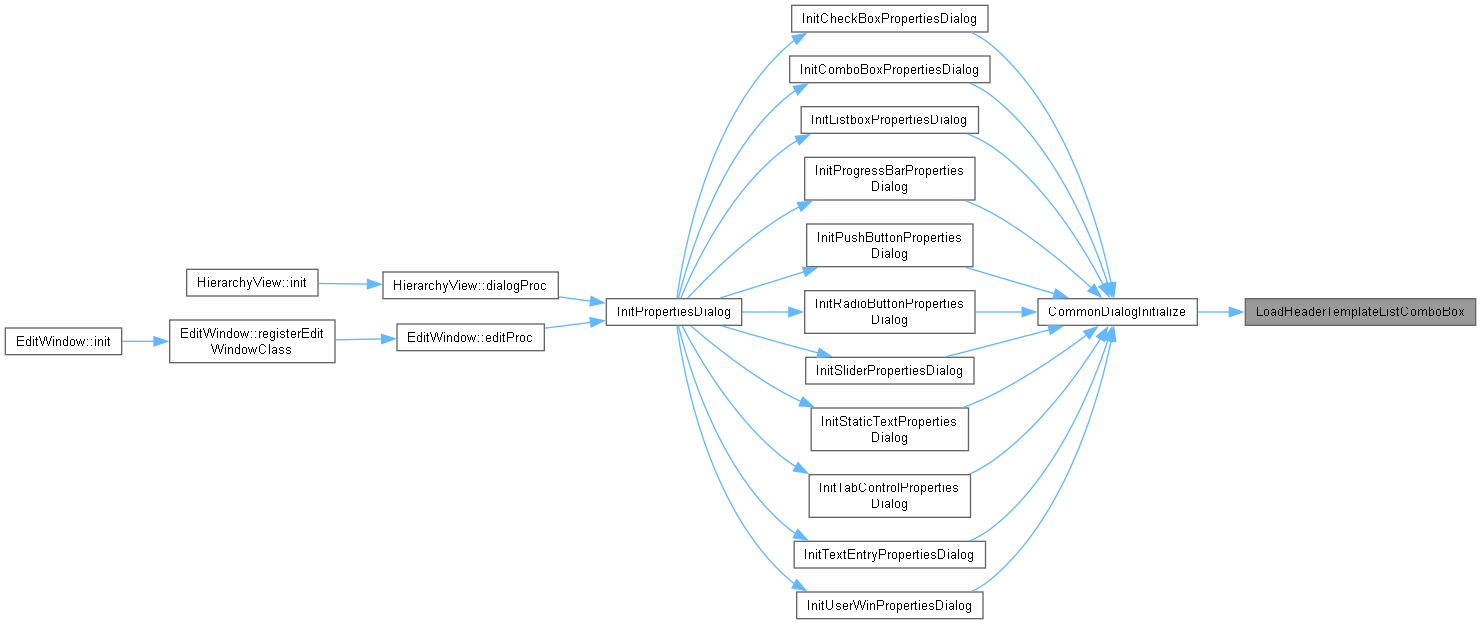 InitCheckBoxPropertiesDialog
InitComboBoxPropertiesDialog
InitListboxPropertiesDialog
InitProgressBarProperties
Dialog
InitPushButtonProperties
Dialog
HierarchyView::init
HierarchyView::dialogProc
InitPropertiesDialog
InitRadioButtonProperties
Dialog
CommonDialogInitialize
LoadHeaderTemplateListComboBox
EditWindow::init
EditWindow::registerEdit
WindowClass
EditWindow::editProc
InitSliderPropertiesDialog
InitStaticTextProperties
Dialog
InitTabControlProperties
Dialog
InitTextEntryPropertiesDialog
InitUserWinPropertiesDialog